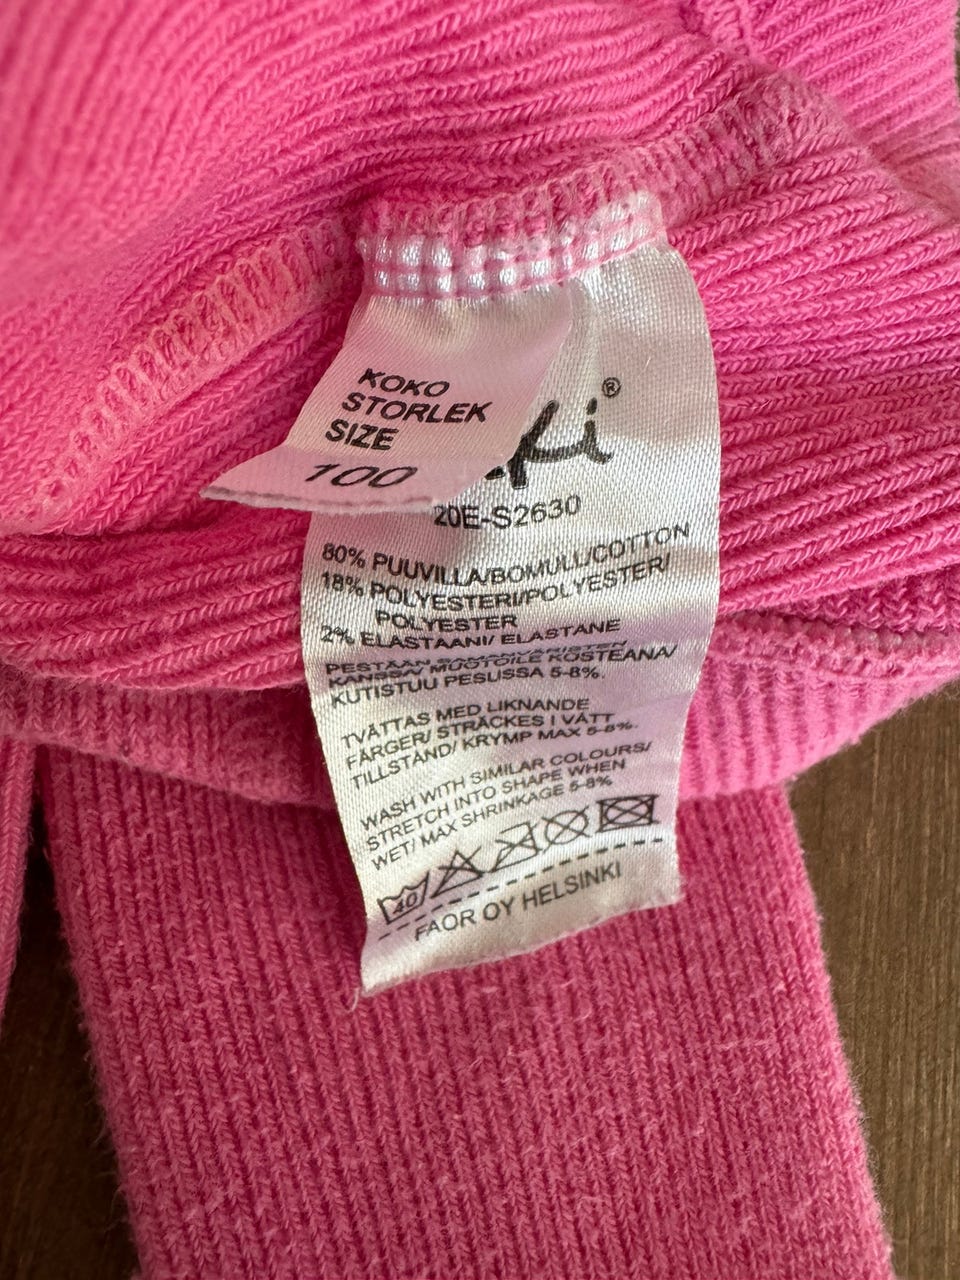 KOKO
STORLEK
SIZE
100
®
20E-S2630
80% PUUVILLA/BOMULL/COTTON
18% POLYESTERI/POLYESTER/
POLYESTER
2% ELASTAANI/ ELASTANE
PESTÄÄN SAMANVÄRISTEN
KANSSA/ MUOTOILE KOSTEANA/
KUTISTUU PESUSSA 5-8%.
TVÄTTAS MED LIKNANDE
FÄRGER/ STRÄCKES I VÅTT
TILLSTÅND/ KRYMP MAX 5-8%.
WASH WITH SIMILAR COLOURS/
STRETCH INTO SHAPE WHEN
WET/ MAX SHRINKAGE 5-8%
40
FAOR OY HELSINKI